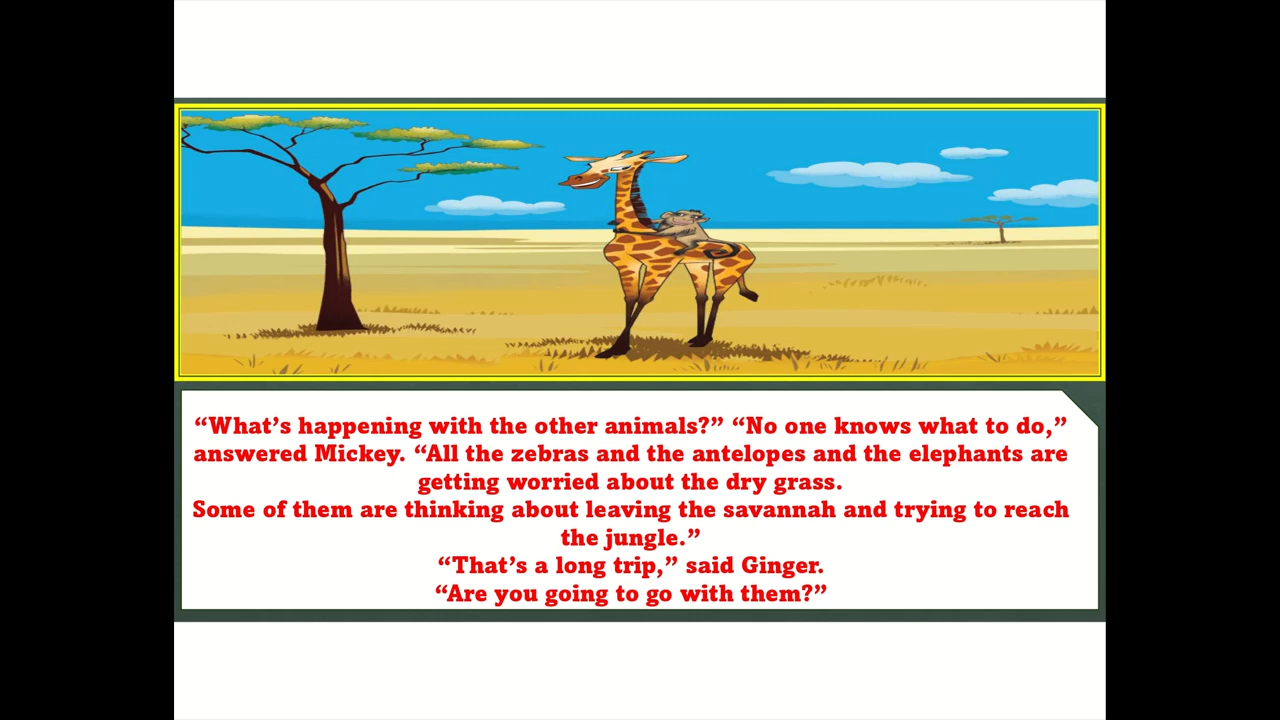 “What’s happening with the other animals?” “No one knows what to do,”
answered Mickey. “All the zebras and the antelopes and the elephants are
getting worried about the dry grass.
Some of them are thinking about leaving the savannah and trying to reach
the jungle.”
“That’s a long trip,” said Ginger.
“Are you going to go with them?”